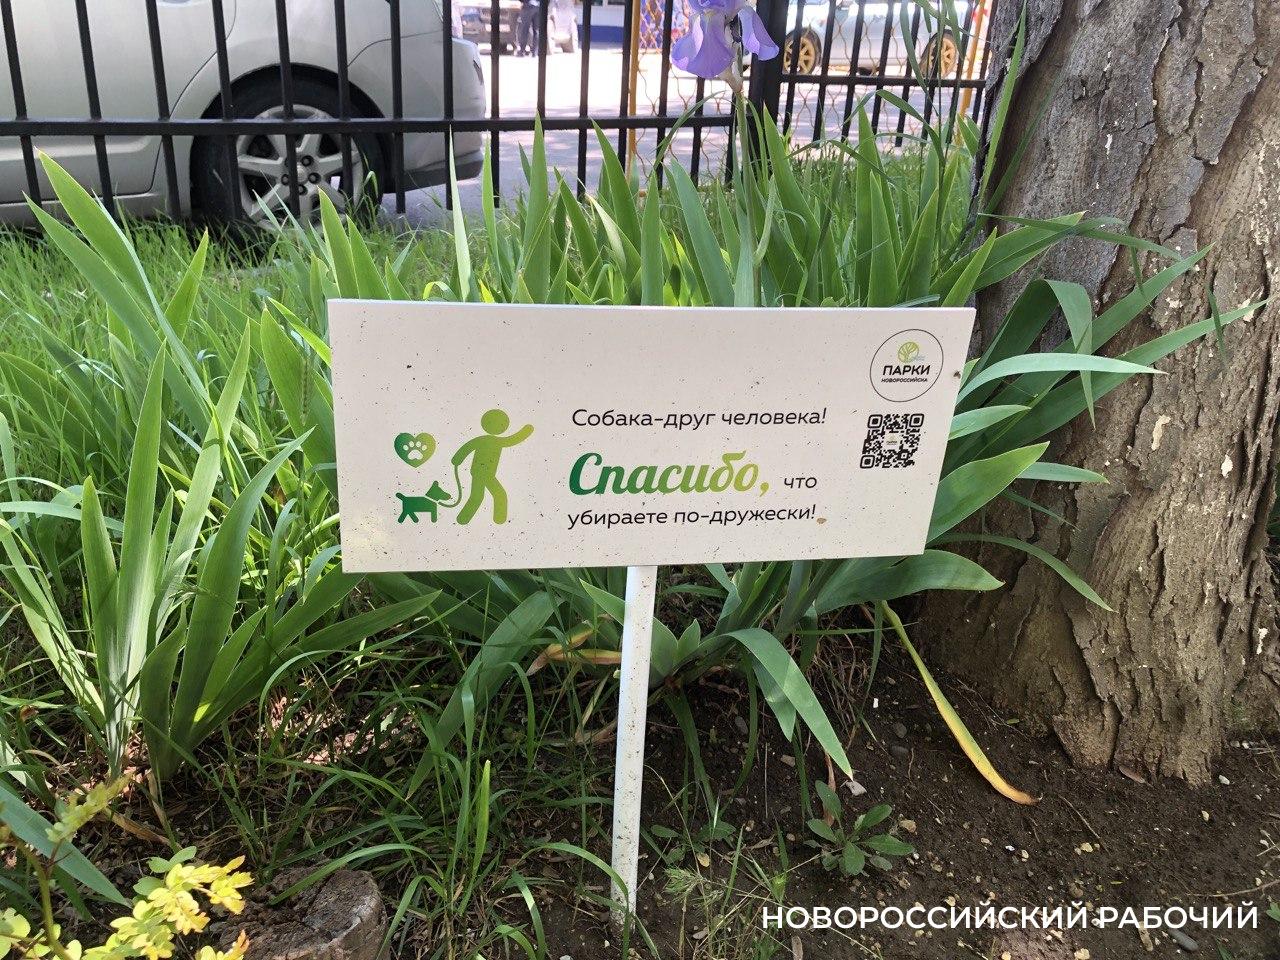 ПАРКИ
НОВОРОССИЙСКА
Собака-друг человека!
Спасибо, что
убираете по-дружески!
НОВОРОССИЙСКИЙ РАБОЧИЙ